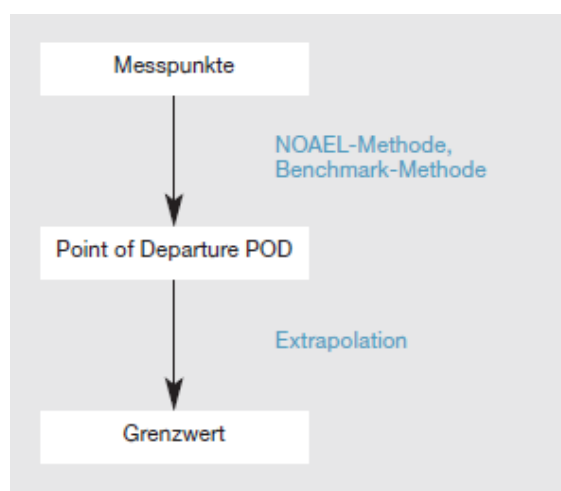 Messpunkte
NOAEL-Methode,
Benchmark-Methode
Point of Departure POD
Extrapolation
Grenzwert